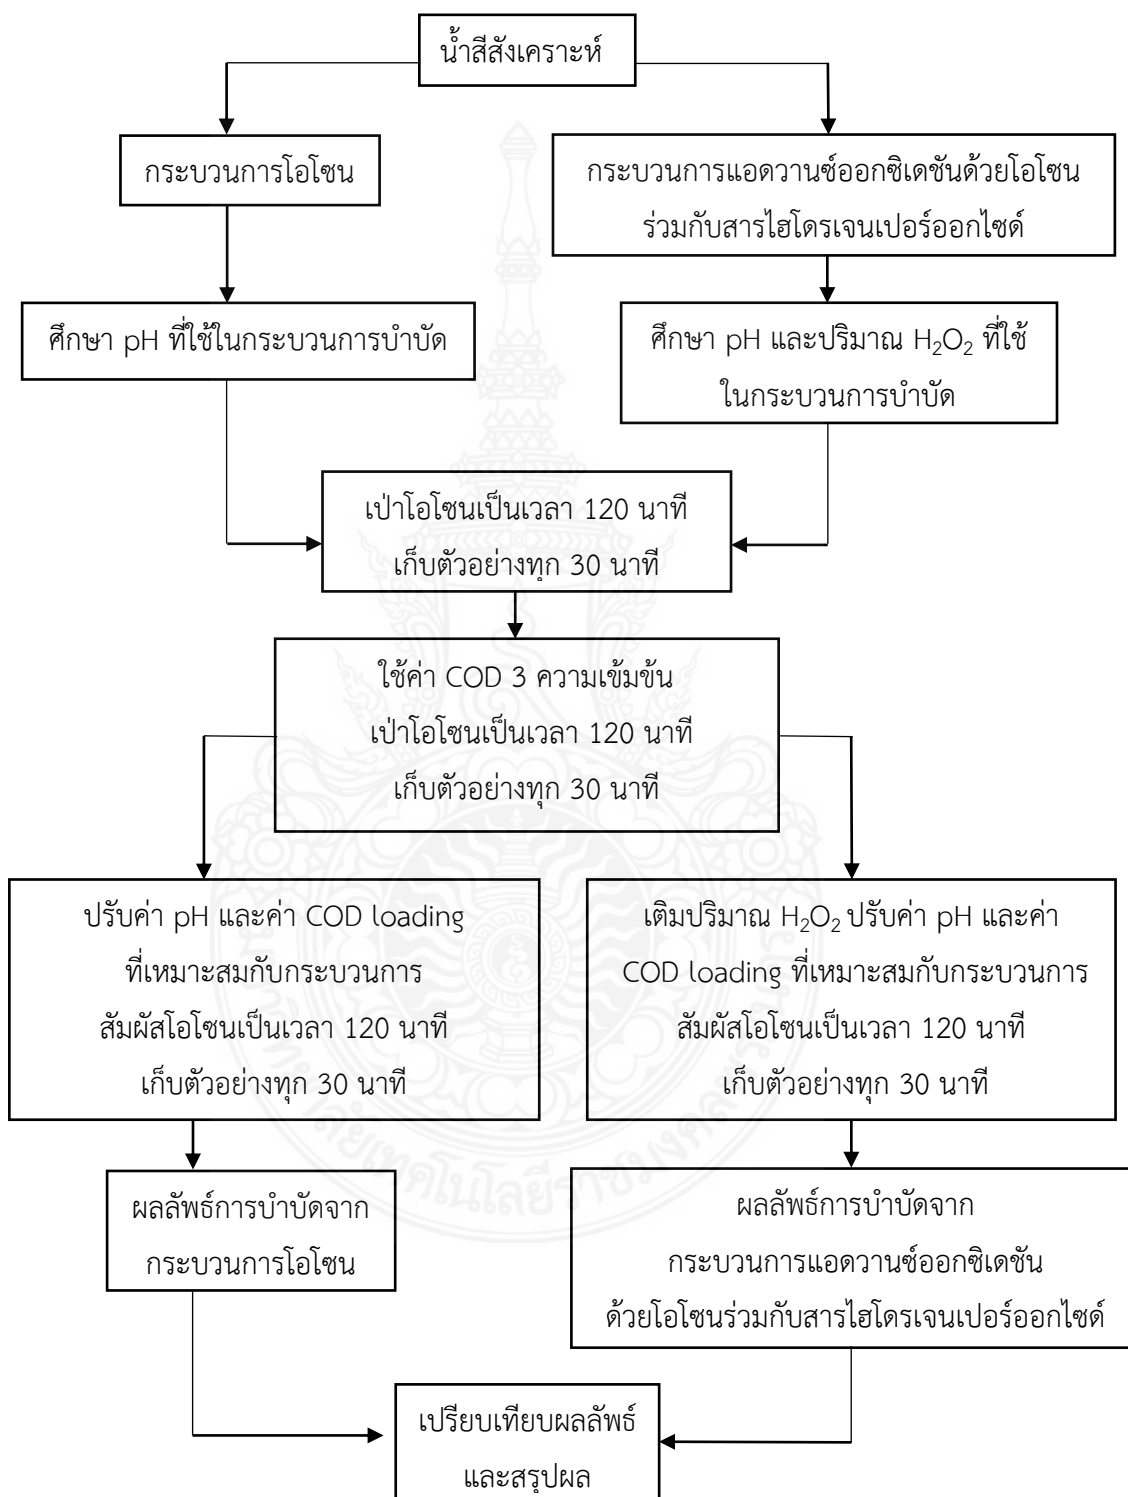 น้ำสีสังเคราะห์
กระบวนการโอโซน
กระบวนการแอดวานซ์ออกซิเดชันด้วยโอโซน
ร่วมกับสารไฮโดรเจนเปอร์ออกไซด์
ศึกษา pH ที่ใช้ในกระบวนการบำบัด
ศึกษา pH และปริมาณ H₂O₂ ที่ใช้
ในกระบวนการบำบัด
เป่าโอโซนเป็นเวลา 120 นาที
เก็บตัวอย่างทุก 30 นาที
ใช้ค่า COD 3 ความเข้มข้น
เป่าโอโซนเป็นเวลา 120 นาที
เก็บตัวอย่างทุก 30 นาที
ปรับค่า pH และค่า COD loading
ที่เหมาะสมกับกระบวนการ
สัมผัสโอโซนเป็นเวลา 120 นาที
เก็บตัวอย่างทุก 30 นาที
เติมปริมาณ H₂O₂ ปรับค่า pH และค่า
COD loading ที่เหมาะสมกับกระบวนการ
สัมผัสโอโซนเป็นเวลา 120 นาที
เก็บตัวอย่างทุก 30 นาที
ผลลัพธ์การบำบัดจาก
กระบวนการโอโซน
ผลลัพธ์การบำบัดจาก
กระบวนการแอดวานซ์ออกซิเดชัน
ด้วยโอโซนร่วมกับสารไฮโดรเจนเปอร์ออกไซด์
เปรียบเทียบผลลัพธ์
และสรุปผล